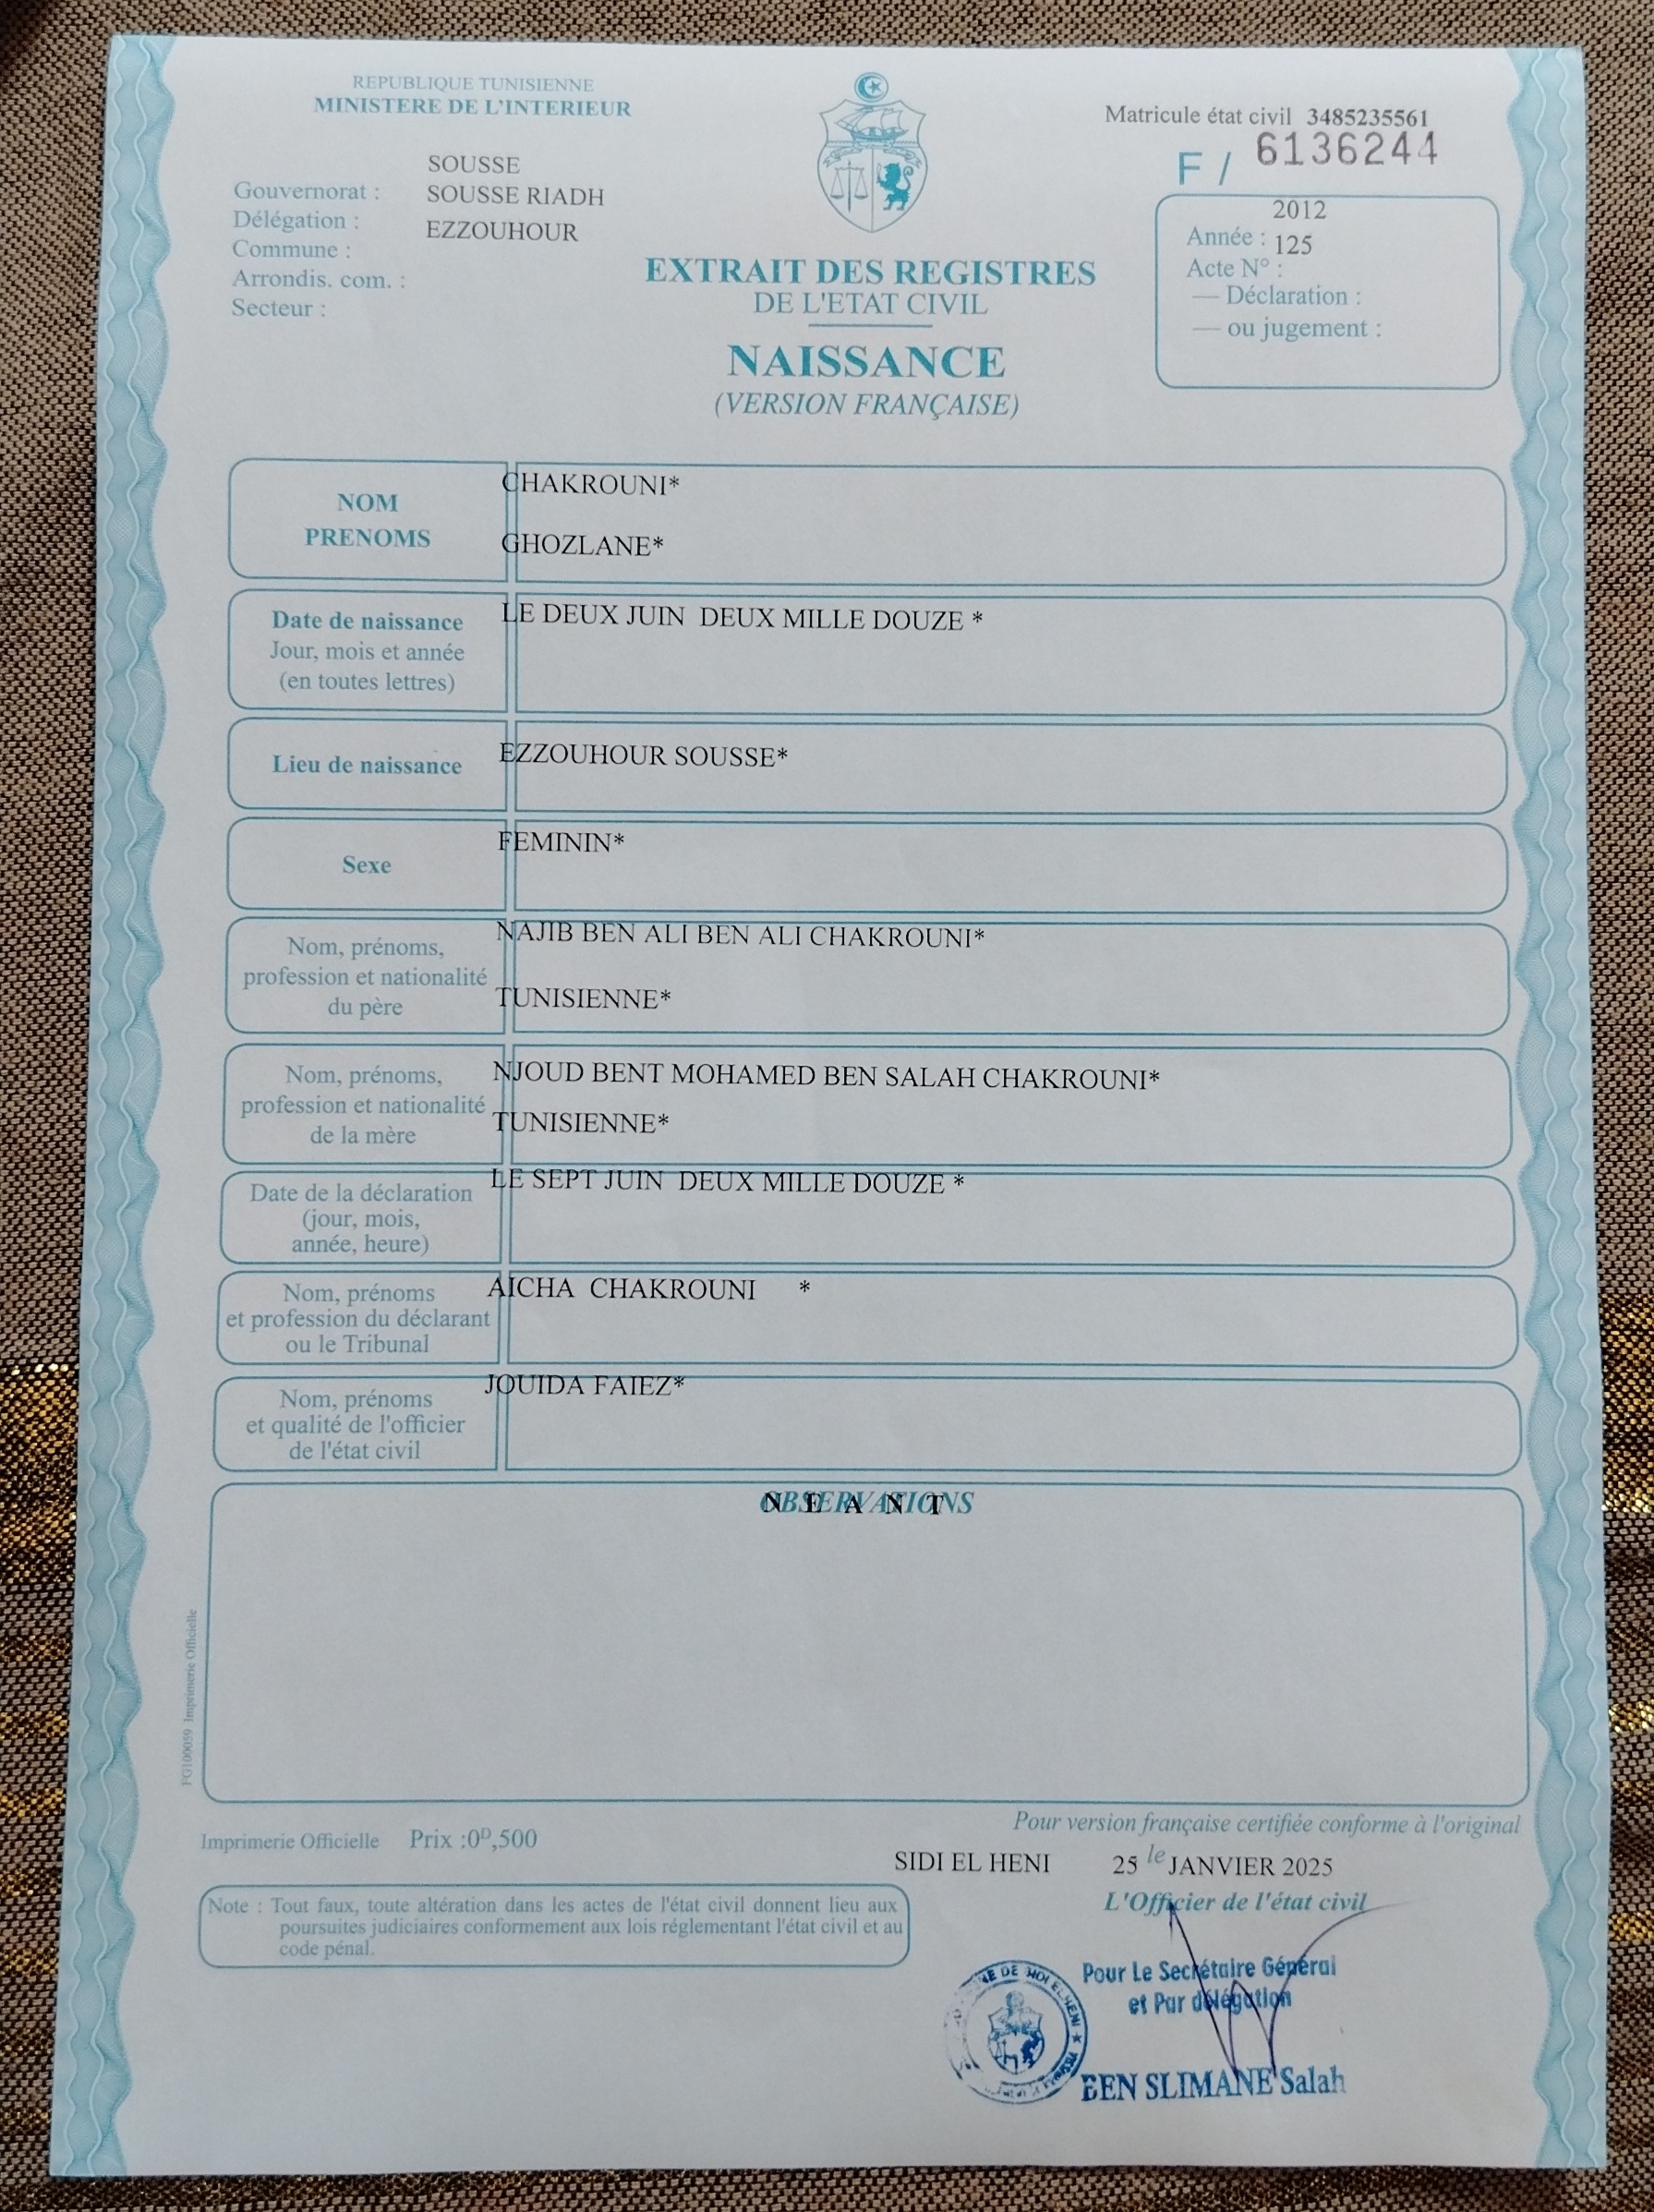 REPUBLIQUE TUNISIENNE
MINISTERE DE L'INTERIEUR
Matricule état civil 3485235561
F / 6136244
SOUSSE
Gouvernorat : SOUSSE RIADH
Délégation : EZZOUHOUR
Commune :
Arrondis. com. :
Secteur :
2012
Année : 125
Acte N° :
— Déclaration :
— ou jugement :
EXTRAIT DES REGISTRES
DE L'ETAT CIVIL
NAISSANCE
(VERSION FRANÇAISE)
NOM
PRENOMS
CHAKROUNI*
GHOZLANE*
Date de naissance
Jour, mois et année
(en toutes lettres)
LE DEUX JUIN DEUX MILLE DOUZE *
Lieu de naissance
EZZOUHOUR SOUSSE*
Sexe
FEMININ*
Nom, prénoms,
profession et nationalité
du père
NAJIB BEN ALI BEN ALI CHAKROUNI*
TUNISIENNE*
Nom, prénoms,
profession et nationalité
de la mère
NJOUD BENT MOHAMED BEN SALAH CHAKROUNI*
TUNISIENNE*
Date de la déclaration
(jour, mois,
année, heure)
LE SEPT JUIN DEUX MILLE DOUZE *
Nom, prénoms
et profession du déclarant
ou le Tribunal
AICHA CHAKROUNI *
Nom, prénoms
et qualité de l'officier
de l'état civil
JOUIDA FAIEZ*
OBSERVATIONS
N E A N T
FG100059 Imprimerie Officielle
Imprimerie Officielle Prix :0ᴰ,500
Pour version française certifiée conforme à l'original
SIDI EL HENI 25 le JANVIER 2025
L'Officier de l'état civil
Note : Tout faux, toute altération dans les actes de l'état civil donnent lieu aux
poursuites judiciaires conformement aux lois réglementant l'état civil et au
code pénal.
Pour Le Secrétaire Général
et Par délégation
BEN SLIMANE Salah